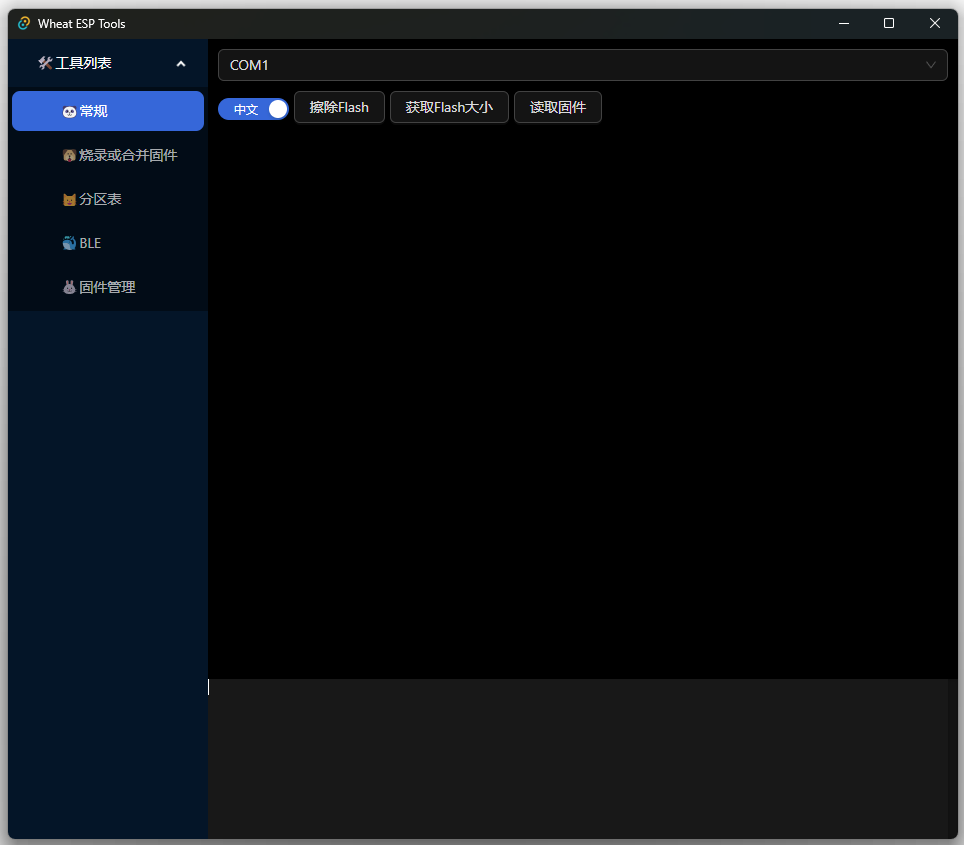 Wheat ESP Tools
🛠️工具列表
COM1
🐼常规
中文 擦除Flash 获取Flash大小 读取固件
烧录或合并固件
分区表
BLE
固件管理